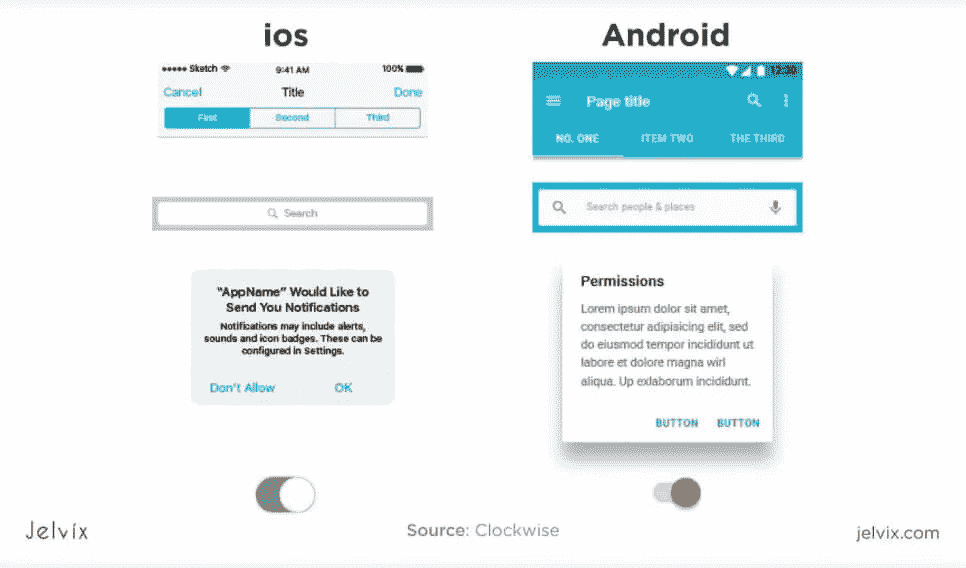 ios
Android
Sketch 9:41 AM 100%
Cancel Title Done
First Second Third
12:30
Page title
NO. ONE ITEM TWO THE THIRD
Search
Search people & places
“AppName” Would Like to
Send You Notifications
Notifications may include alerts,
sounds and icon badges. These can be
configured in Settings.
Don't Allow OK
Permissions
Lorem ipsum dolor sit amet,
consectetur adipisicing elit, sed
do eiusmod tempor incididunt ut
labore et dolore magna wirl
aliqua. Up exlaborum incididunt.
BUTTON BUTTON
Jelvix
Source: Clockwise
jelvix.com